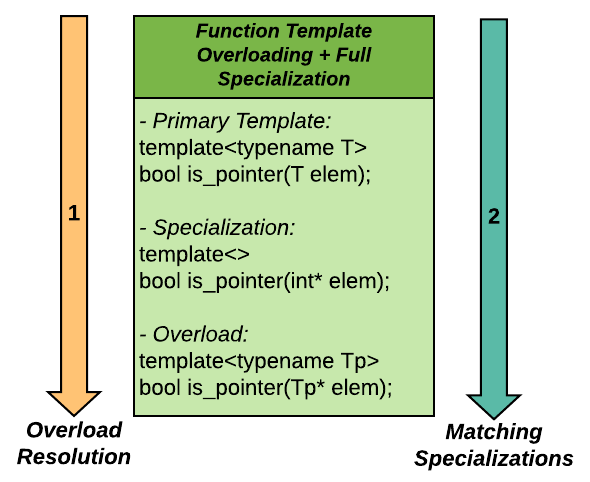 Function Template
Overloading + Full
Specialization
- Primary Template:
template<typename T>
bool is_pointer(T elem);
- Specialization:
template<>
bool is_pointer(int* elem);
- Overload:
template<typename Tp>
bool is_pointer(Tp* elem);
1
2
Overload
Resolution
Matching
Specializations